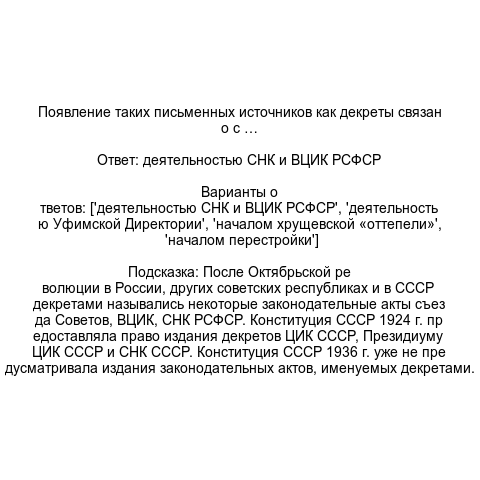 Появление таких письменных источников как декреты связан
о с …
Ответ: деятельностью СНК и ВЦИК РСФСР
Варианты о
тветов: ['деятельностью СНК и ВЦИК РСФСР', 'деятельность
ю Уфимской Директории', 'началом хрущевской «оттепели»',
'началом перестройки']
Подсказка: После Октябрьской ре
волюции в России, других советских республиках и в СССР
декретами назывались некоторые законодательные акты съез
да Советов, ВЦИК, СНК РСФСР. Конституция СССР 1924 г. пр
едоставляла право издания декретов ЦИК СССР, Президиуму
ЦИК СССР и СНК СССР. Конституция СССР 1936 г. уже не пре
дусматривала издания законодательных актов, именуемых декретами.